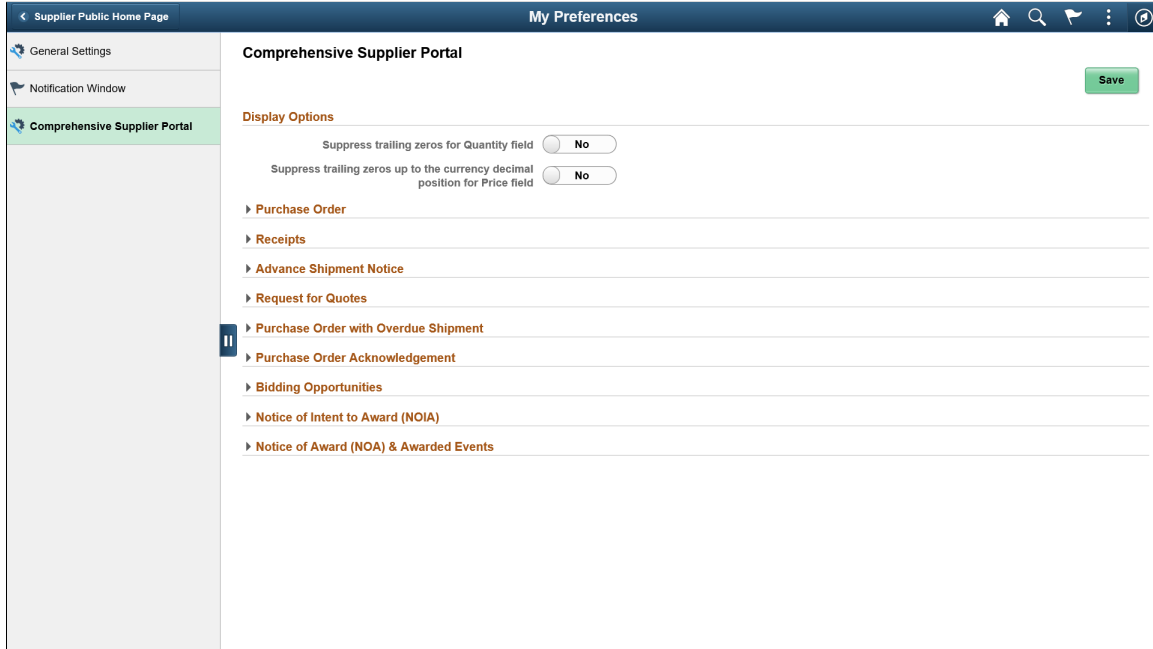 Supplier Public Home Page
My Preferences
General Settings
Notification Window
Comprehensive Supplier Portal
Comprehensive Supplier Portal
Save
Display Options
Suppress trailing zeros for Quantity field
No
Suppress trailing zeros up to the currency decimal
position for Price field
No
Purchase Order
Receipts
Advance Shipment Notice
Request for Quotes
Purchase Order with Overdue Shipment
Purchase Order Acknowledgement
Bidding Opportunities
Notice of Intent to Award (NOIA)
Notice of Award (NOA) & Awarded Events